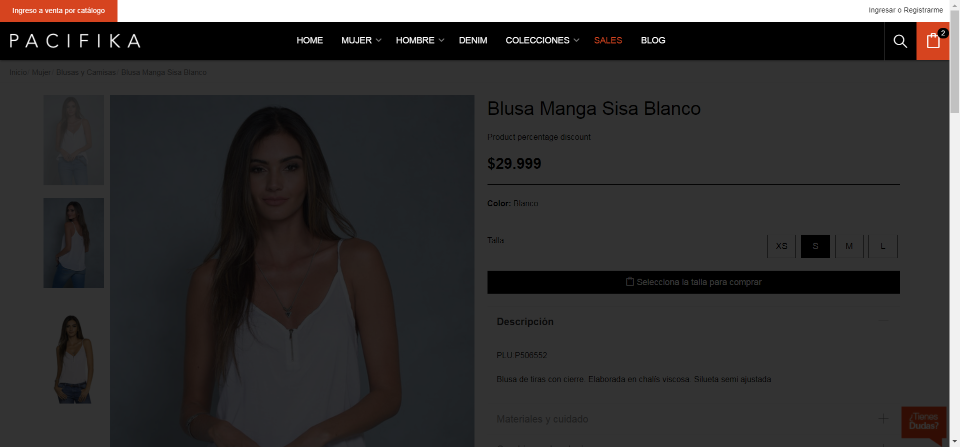 Ingreso a venta por catálogo
Ingresar o Registrarme
PACIFIKA
HOME MUJER HOMBRE DENIM COLECCIONES SALES BLOG
2
Inicio Mujer Blusas y Camisas Blusa Manga Sisa Blanco
Blusa Manga Sisa Blanco
Product percentage discount
$29.999
Color: Blanco
Talla
XS S M L
Selecciona la talla para comprar
Descripción
PLU:P508552
Blusa de tiras con cierre. Elaborada en chalis viscosa. Silueta semi ajustada
Materiales y cuidado
¿Tienes
Dudas?